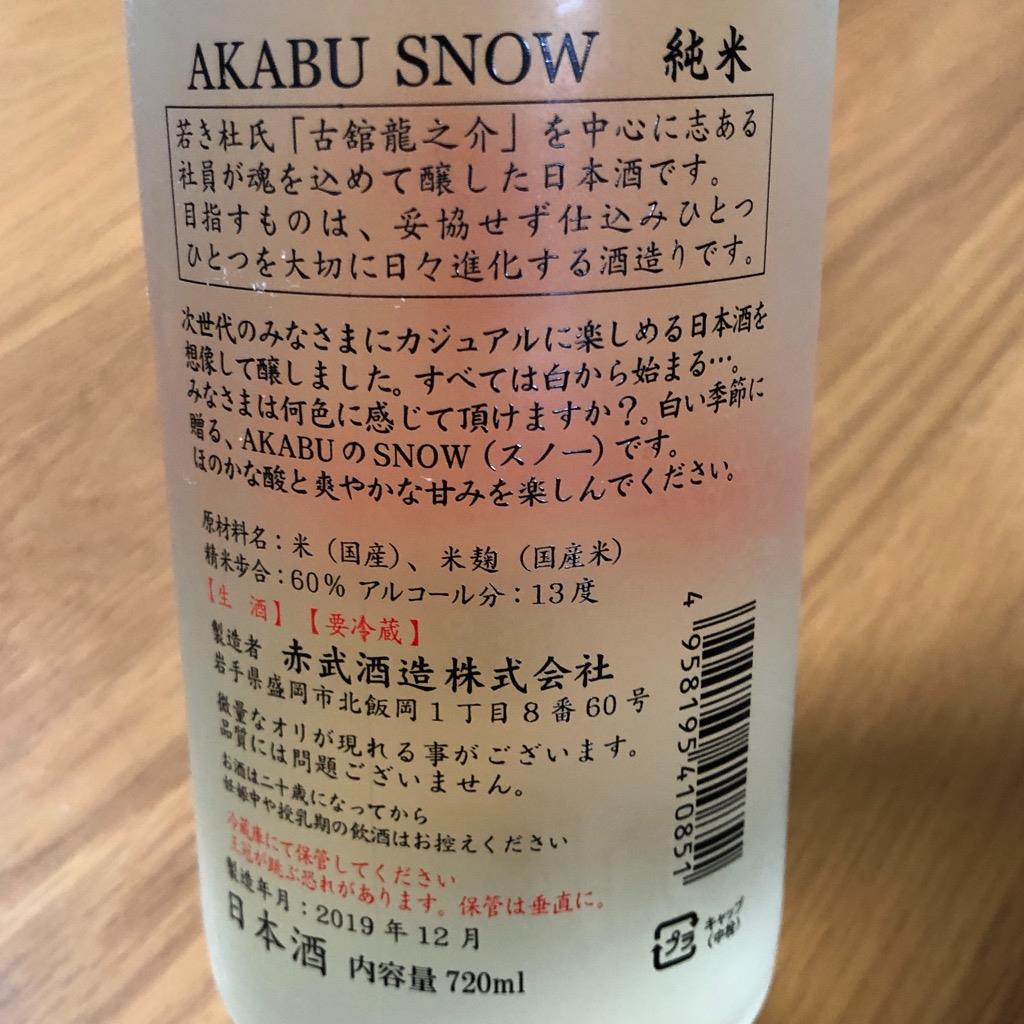 AKABU SNOW 純米
若き杜氏「古舘龍之介」を中心に志ある
社員が魂を込めて醸した日本酒です。
目指すものは、妥協せず仕込みひとつ
ひとつを大切に日々進化する酒造りです。
次世代のみなさまにカジュアルに楽しめる日本酒を
想像して醸しました。すべては白から始まる…。
みなさまは何色に感じて頂けますか？。白い季節に
贈る、AKABUのSNOW（スノー）です。
ほのかな酸と爽やかな甘みを楽しんでください。
原材料名：米（国産）、米麹（国産米）
精米歩合：60% アルコール分：13度
【生 酒】【要冷蔵】
製造者 赤武酒造株式会社
岩手県盛岡市北飯岡1丁目8番60号
微量なオリが現れる事がございます。
品質には問題ございません。
お酒は二十歳になってから
妊娠中や授乳期の飲酒はお控えください
冷蔵庫にて保管してください
王冠が跳ぶ恐れがあります。保管は垂直に。
製造年月：2019年12月
日本酒 内容量 720ml
4 958195 410851
プラ
キャップ
（中栓）